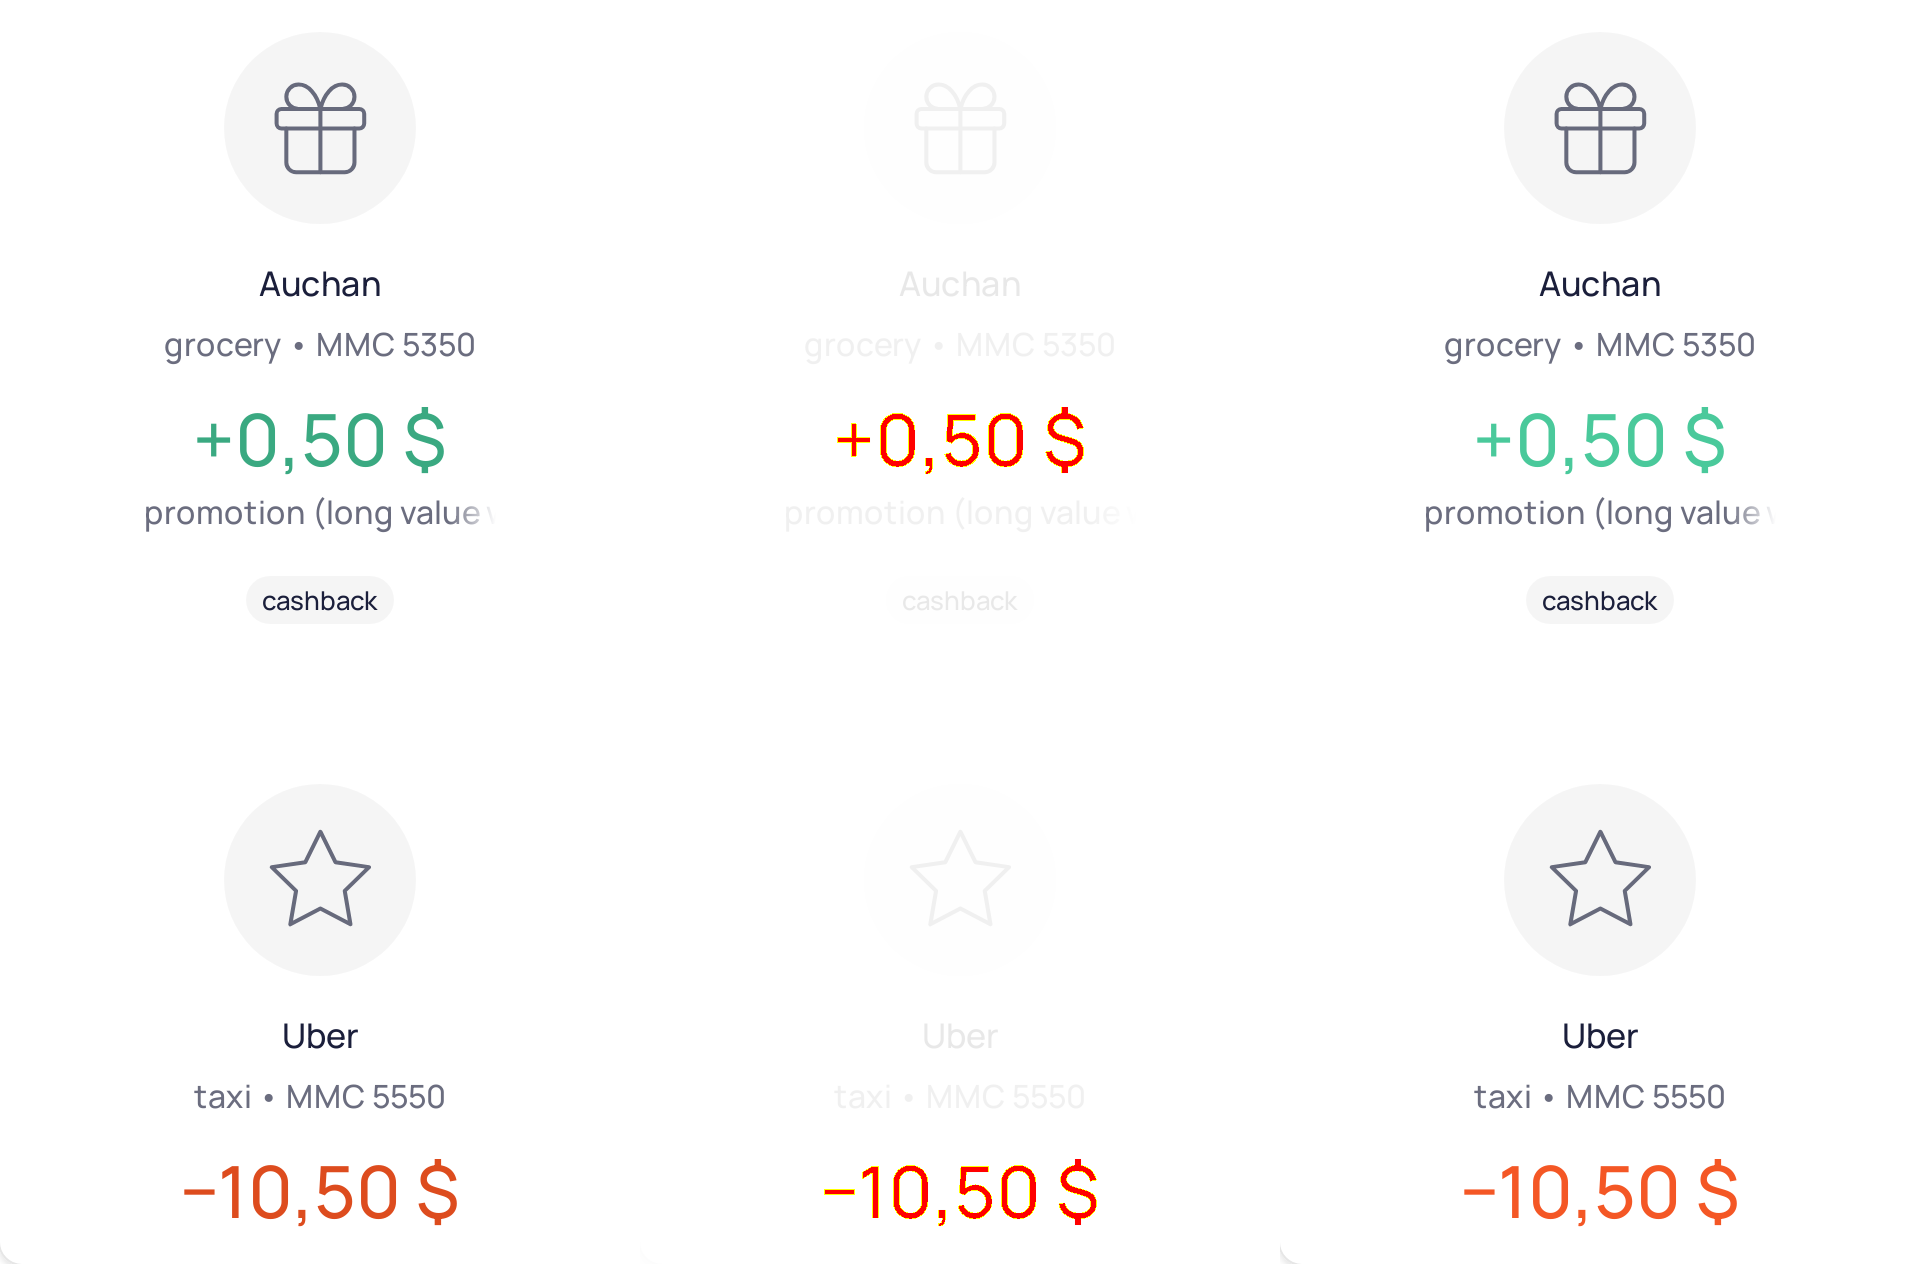 Auchan Auchan Auchan
grocery • MMC 5350 grocery • MMC 5350 grocery • MMC 5350
+0,50 $ +0,50 $ +0,50 $
promotion (long value promotion (long value promotion (long value
cashback cashback cashback
Uber Uber Uber
taxi • MMC 5550 taxi • MMC 5550 taxi • MMC 5550
−10,50 $ −10,50 $ −10,50 $